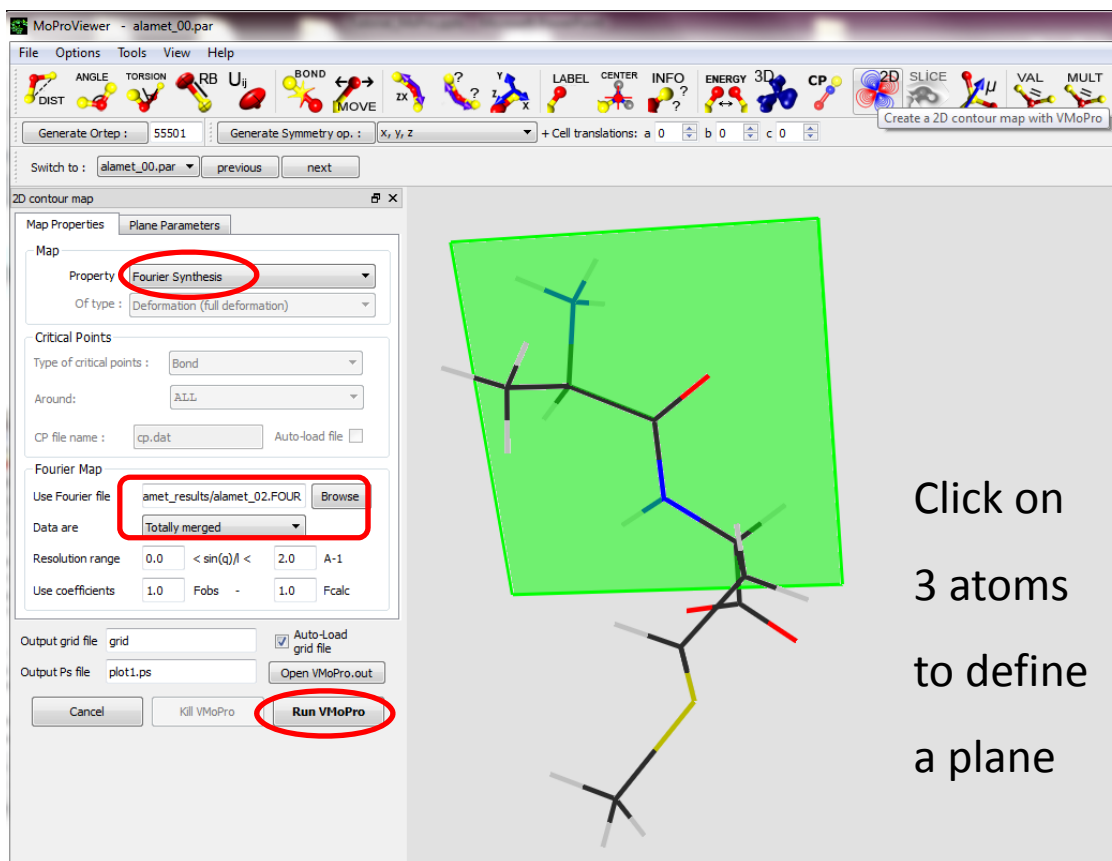 MoProViewer - alamet_00.par
File Options Tools View Help
DIST ANGLE TORSION RB Uij BOND MOVE ZX ? Y Z X LABEL CENTER INFO ? ENERGY 3D CP 2D SLICE μ VAL MULT
Create a 2D contour map with VMoPro
Generate Ortep : 55501 Generate Symmetry op. : x, y, z + Cell translations: a 0 b 0 c 0
Switch to : alamet_00.par previous next
2D contour map
Map Properties Plane Parameters
Map
Property Fourier Synthesis
Of type : Deformation (full deformation)
Critical Points
Type of critical points : Bond
Around: ALL
CP file name : cp.dat Auto-load file
Fourier Map
Use Fourier file amet_results/alamet_02.FOUR Browse
Data are Totally merged
Resolution range 0.0 < sin(q)/l < 2.0 A-1
Use coefficients 1.0 Fobs - 1.0 Fcalc
Output grid file grid Auto-Load grid file
Output Ps file plot1.ps Open VMoPro.out
Cancel Kill VMoPro Run VMoPro
Click on
3 atoms
to define
a plane